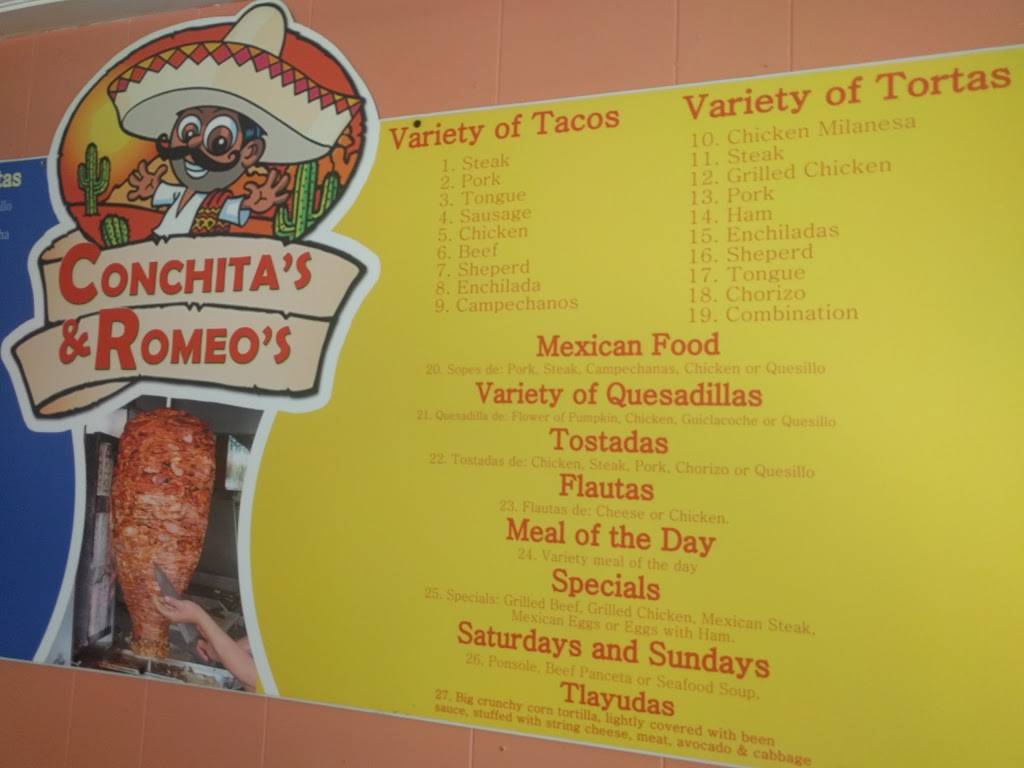 tas
CONCHITA'S
& ROMEO'S
Variety of Tacos
1. Steak
2. Pork
3. Tongue
4. Sausage
5. Chicken
6. Beef
7. Sheperd
8. Enchilada
9. Campechanos
Variety of Tortas
10. Chicken Milanesa
11. Steak
12. Grilled Chicken
13. Pork
14. Ham
15. Enchiladas
16. Sheperd
17. Tongue
18. Chorizo
19. Combination
Mexican Food
20. Sopes de: Pork, Steak, Campechanas, Chicken or Quesillo
Variety of Quesadillas
21. Quesadilla de: Flower of Pumpkin, Chicken, Guiclacoche or Quesillo
Tostadas
22. Tostadas de: Chicken, Steak, Pork, Chorizo or Quesillo
Flautas
23. Flautas de: Cheese or Chicken.
Meal of the Day
24. Variety meal of the day
Specials
25. Specials: Grilled Beef, Grilled Chicken, Mexican Steak,
Mexican Eggs or Eggs with Ham.
Saturdays and Sundays
26. Ponsole, Beef Panceta or Seafood Soup.
Tlayudas
27. Big crunchy corn tortilla, lightly covered with been
sauce, stuffed with string cheese, meat, avocado & cabbage